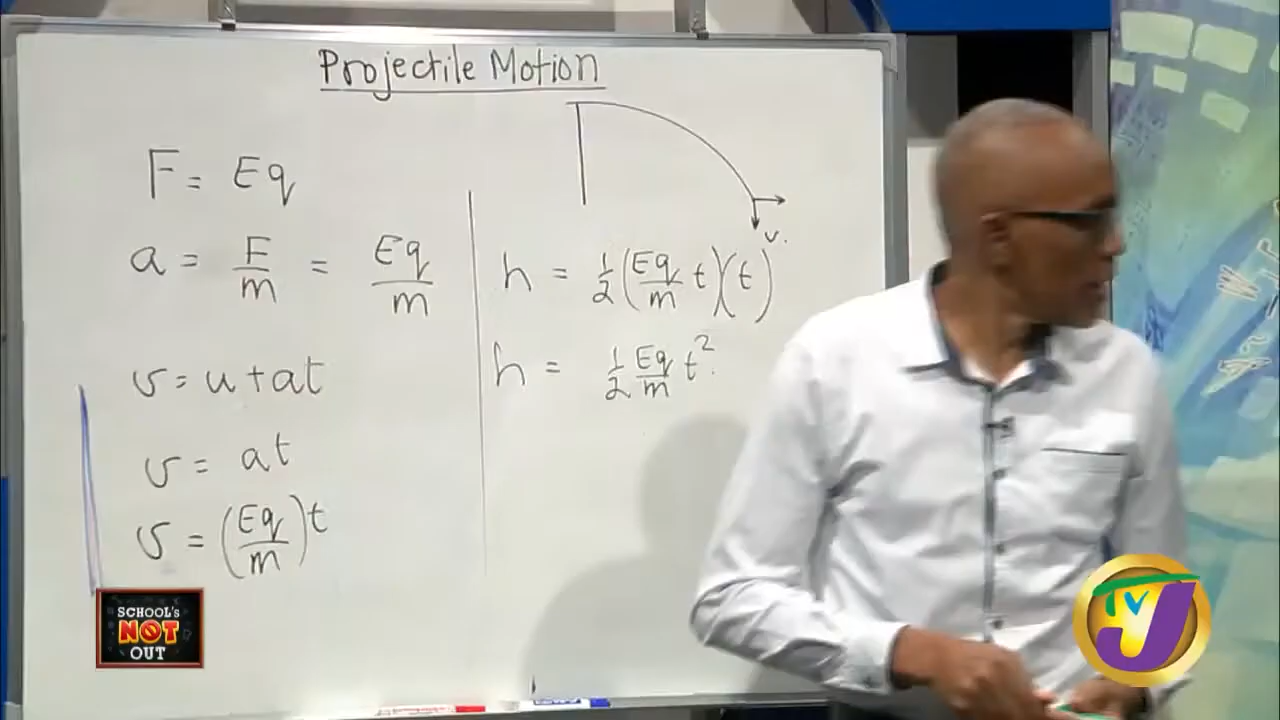 Projectile Motion
F = Eq
a = F/m = Eq/m
v = u + at
v = at
v = (Eq/m)t
v.
h = 1/2 (Eq/m t)(t)
h = 1/2 Eq/m t².
SCHOOL'S
NOT
OUT
TVJ